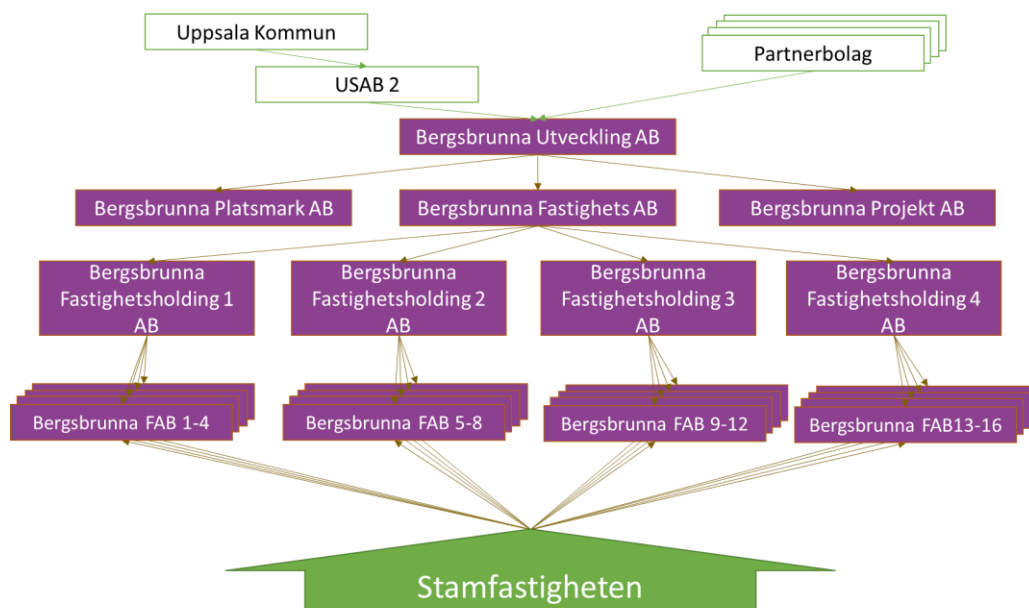 Uppsala Kommun
Partnerbolag
USAB 2
Bergsbrunna Utveckling AB
Bergsbrunna Platsmark AB
Bergsbrunna Fastighets AB
Bergsbrunna Projekt AB
Bergsbrunna
Fastighetsholding 1
AB
Bergsbrunna
Fastighetsholding 2
AB
Bergsbrunna
Fastighetsholding 3
AB
Bergsbrunna
Fastighetsholding 4
AB
Bergsbrunna FAB 1-4
Bergsbrunna FAB 5-8
Bergsbrunna FAB 9-12
Bergsbrunna FAB13-16
Stamfastigheten